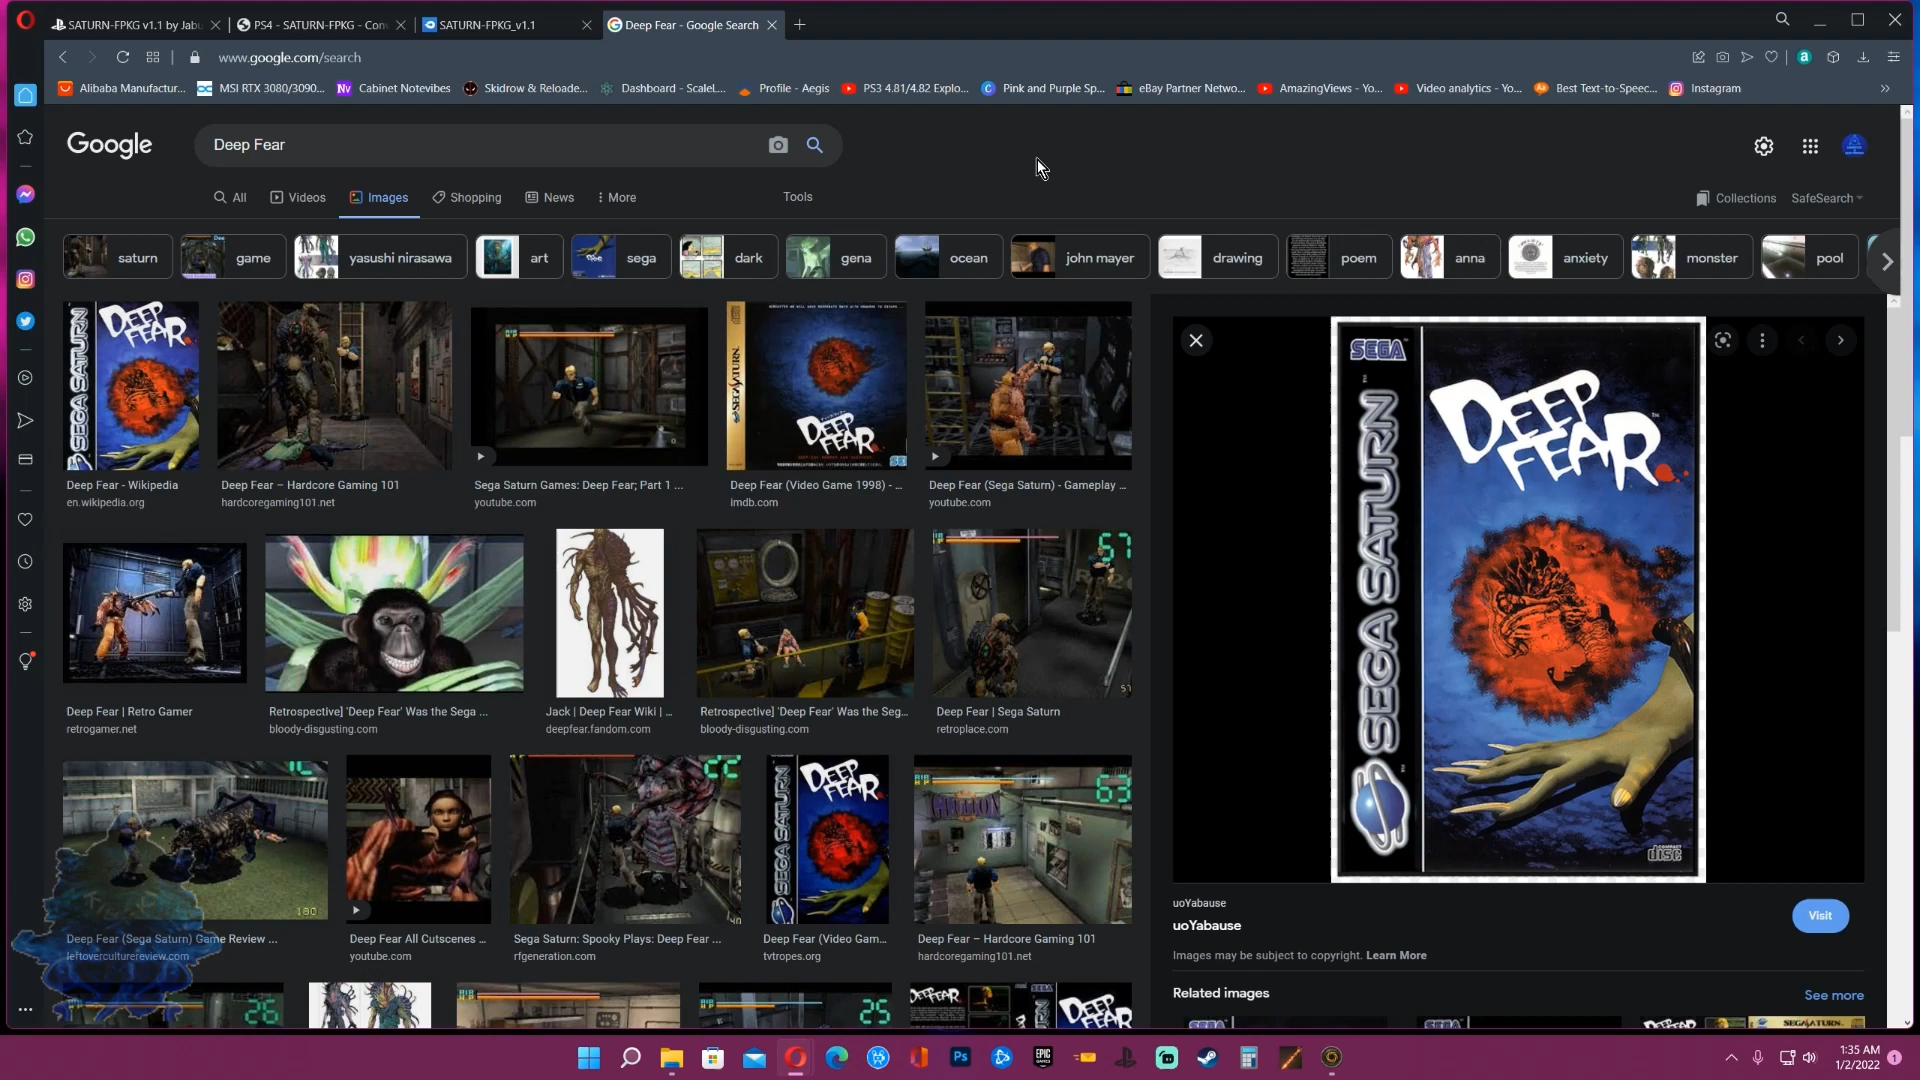 SATURN-FPKG v1.1 by Jabu
PS4 - SATURN-FPKG - Con
SATURN-FPKG_v1.1
Deep Fear - Google Search
www.google.com/search
Alibaba Manufactur...
MSI RTX 3080/3090...
Cabinet Notevibes
Skidrow & Reloade...
Dashboard - ScaleL...
Profile - Aegis
PS3 4.81/4.82 Explo...
Pink and Purple Sp...
eBay Partner Netwo...
AmazingViews - Yo...
Video analytics - Yo...
Best Text-to-Speec...
Instagram
Google
Deep Fear
All
Videos
Images
Shopping
News
More
Tools
Collections
SafeSearch
saturn
game
yasushi nirasawa
art
sega
dark
gena
ocean
john mayer
drawing
poem
anna
anxiety
monster
pool
Deep Fear - Wikipedia
en.wikipedia.org
Deep Fear – Hardcore Gaming 101
hardcoregaming101.net
Sega Saturn Games: Deep Fear; Part 1 ...
youtube.com
Deep Fear (Video Game 1998) - ...
imdb.com
Deep Fear (Sega Saturn) - Gameplay ...
youtube.com
Deep Fear | Retro Gamer
retrogamer.net
Retrospective] 'Deep Fear' Was the Sega ...
bloody-disgusting.com
Jack | Deep Fear Wiki | ...
deepfear.fandom.com
Retrospective] 'Deep Fear' Was the Seg...
bloody-disgusting.com
Deep Fear | Sega Saturn
retroplace.com
Deep Fear (Sega Saturn) Game Review ...
leftoverculturereview.com
Deep Fear All Cutscenes ...
youtube.com
Sega Saturn: Spooky Plays: Deep Fear ...
rfgeneration.com
Deep Fear (Video Gam...
tvtropes.org
Deep Fear – Hardcore Gaming 101
hardcoregaming101.net
SEGA
SEGA SATURN
DEEP
FEAR
COMPACT
disc
uoYabause
uoYabause
Visit
Images may be subject to copyright. Learn More
Related images
See more
1:35 AM
1/2/2022
1